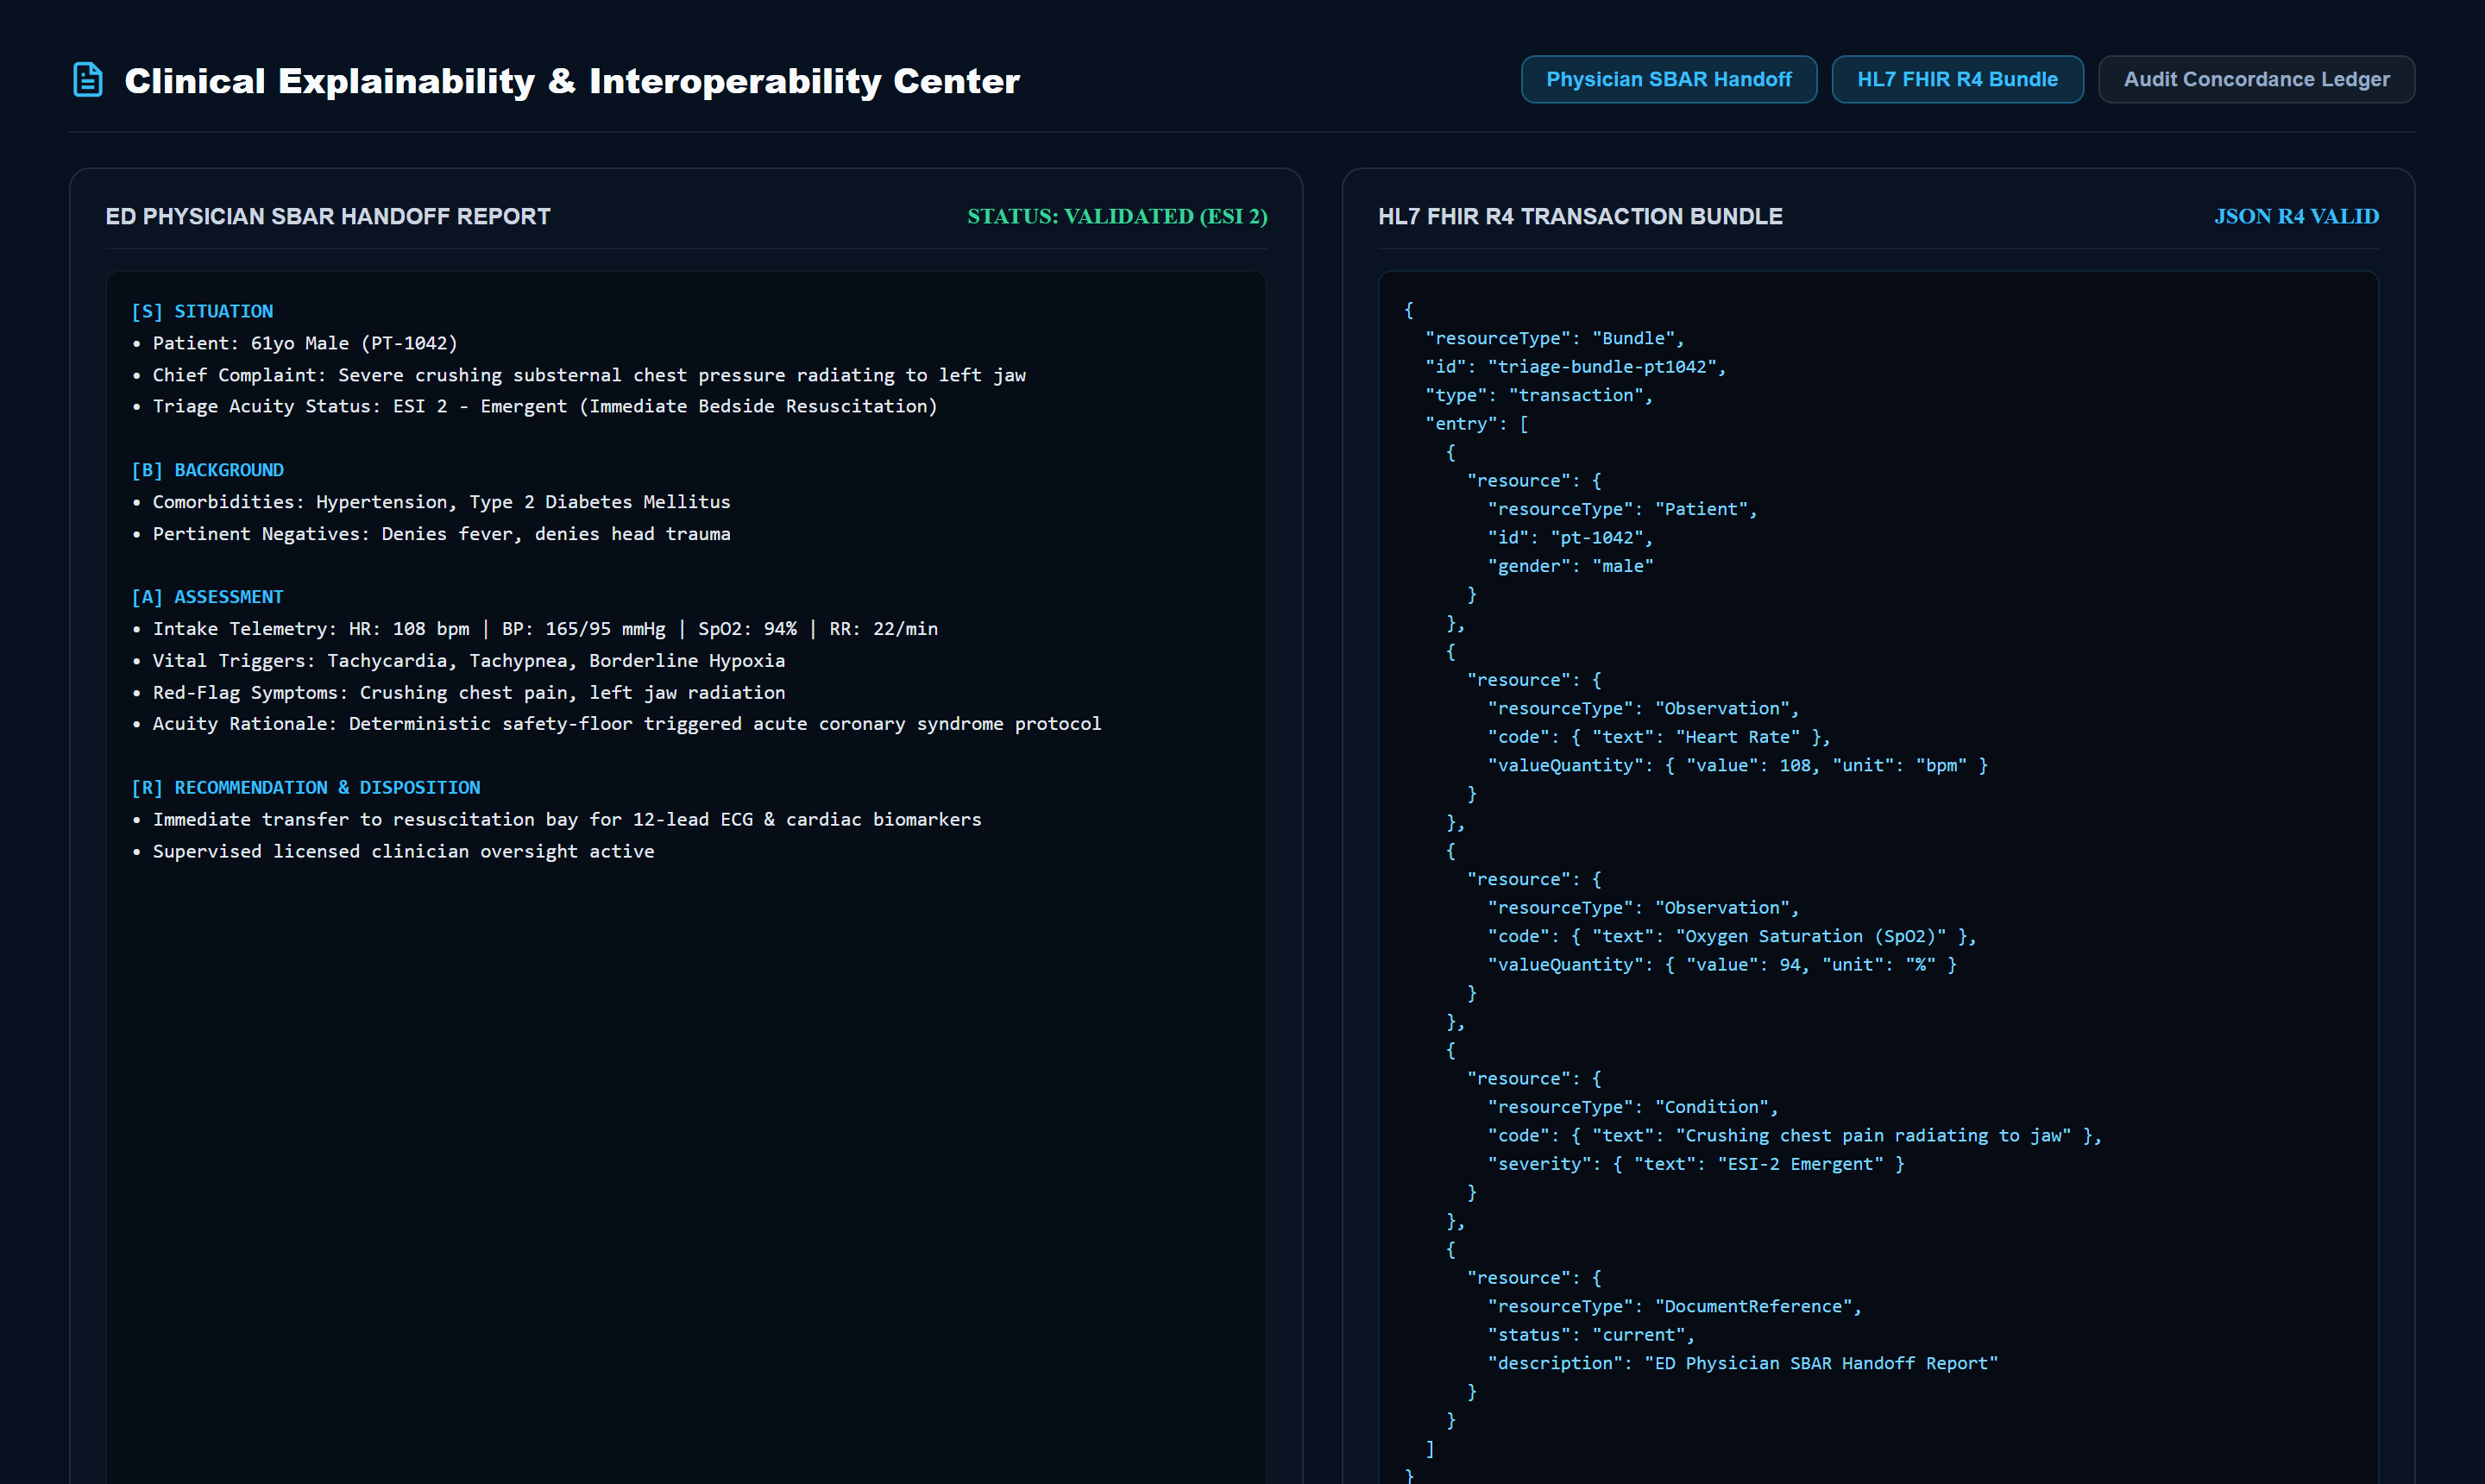 Clinical Explainability & Interoperability Center
Physician SBAR Handoff
HL7 FHIR R4 Bundle
Audit Concordance Ledger
ED PHYSICIAN SBAR HANDOFF REPORT
STATUS: VALIDATED (ESI 2)
[S] SITUATION
• Patient: 61yo Male (PT-1042)
• Chief Complaint: Severe crushing substernal chest pressure radiating to left jaw
• Triage Acuity Status: ESI 2 - Emergent (Immediate Bedside Resuscitation)
[B] BACKGROUND
• Comorbidities: Hypertension, Type 2 Diabetes Mellitus
• Pertinent Negatives: Denies fever, denies head trauma
[A] ASSESSMENT
• Intake Telemetry: HR: 108 bpm | BP: 165/95 mmHg | SpO2: 94% | RR: 22/min
• Vital Triggers: Tachycardia, Tachypnea, Borderline Hypoxia
• Red-Flag Symptoms: Crushing chest pain, left jaw radiation
• Acuity Rationale: Deterministic safety-floor triggered acute coronary syndrome protocol
[R] RECOMMENDATION & DISPOSITION
• Immediate transfer to resuscitation bay for 12-lead ECG & cardiac biomarkers
• Supervised licensed clinician oversight active
HL7 FHIR R4 TRANSACTION BUNDLE
JSON R4 VALID
{
  "resourceType": "Bundle",
  "id": "triage-bundle-pt1042",
  "type": "transaction",
  "entry": [
    {
      "resource": {
        "resourceType": "Patient",
        "id": "pt-1042",
        "gender": "male"
      }
    },
    {
      "resource": {
        "resourceType": "Observation",
        "code": { "text": "Heart Rate" },
        "valueQuantity": { "value": 108, "unit": "bpm" }
      }
    },
    {
      "resource": {
        "resourceType": "Observation",
        "code": { "text": "Oxygen Saturation (SpO2)" },
        "valueQuantity": { "value": 94, "unit": "%" }
      }
    },
    {
      "resource": {
        "resourceType": "Condition",
        "code": { "text": "Crushing chest pain radiating to jaw" },
        "severity": { "text": "ESI-2 Emergent" }
      }
    },
    {
      "resource": {
        "resourceType": "DocumentReference",
        "status": "current",
        "description": "ED Physician SBAR Handoff Report"
      }
    }
  ]
}